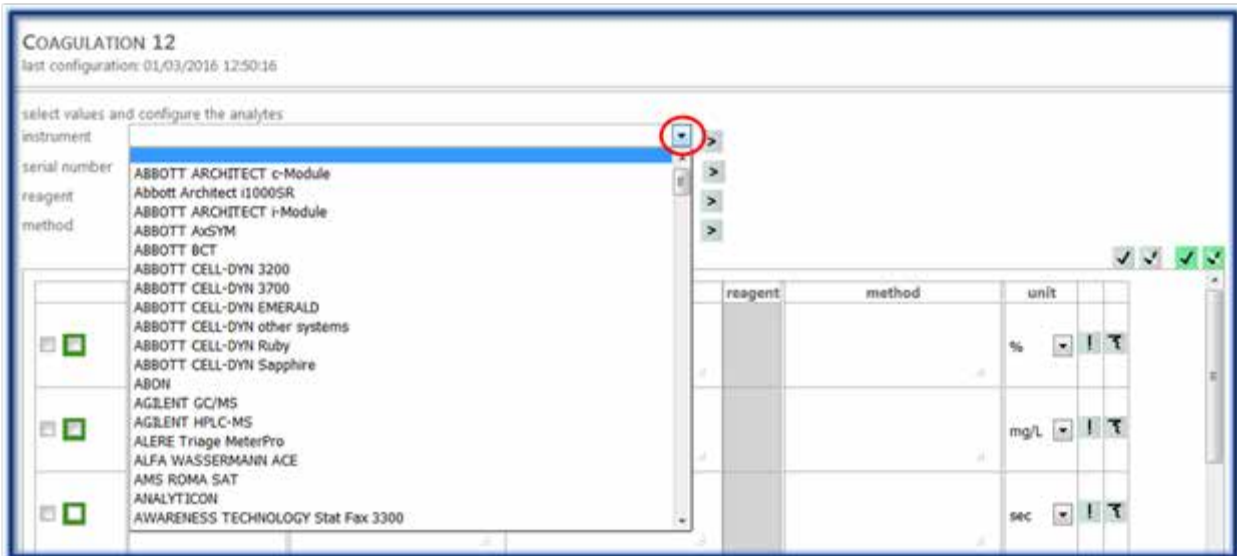 COAGULATION 12
last configuration: 01/03/2016 12:50:16
select values and configure the analytes
instrument
>
serial number
>
reagent
>
method
>
ABBOTT ARCHITECT c-Module
Abbott Architect i1000SR
ABBOTT ARCHITECT i-Module
ABBOTT AxSYM
ABBOTT BCT
ABBOTT CELL-DYN 3200
ABBOTT CELL-DYN 3700
ABBOTT CELL-DYN EMERALD
ABBOTT CELL-DYN other systems
ABBOTT CELL-DYN Ruby
ABBOTT CELL-DYN Sapphire
ABON
AGILENT GC/MS
AGILENT HPLC-MS
ALERE Triage MeterPro
ALFA WASSERMANN ACE
AMS ROMA SAT
ANALYTICON
AWARENESS TECHNOLOGY Stat Fax 3300
reagent method unit
% !
mg/L !
sec !